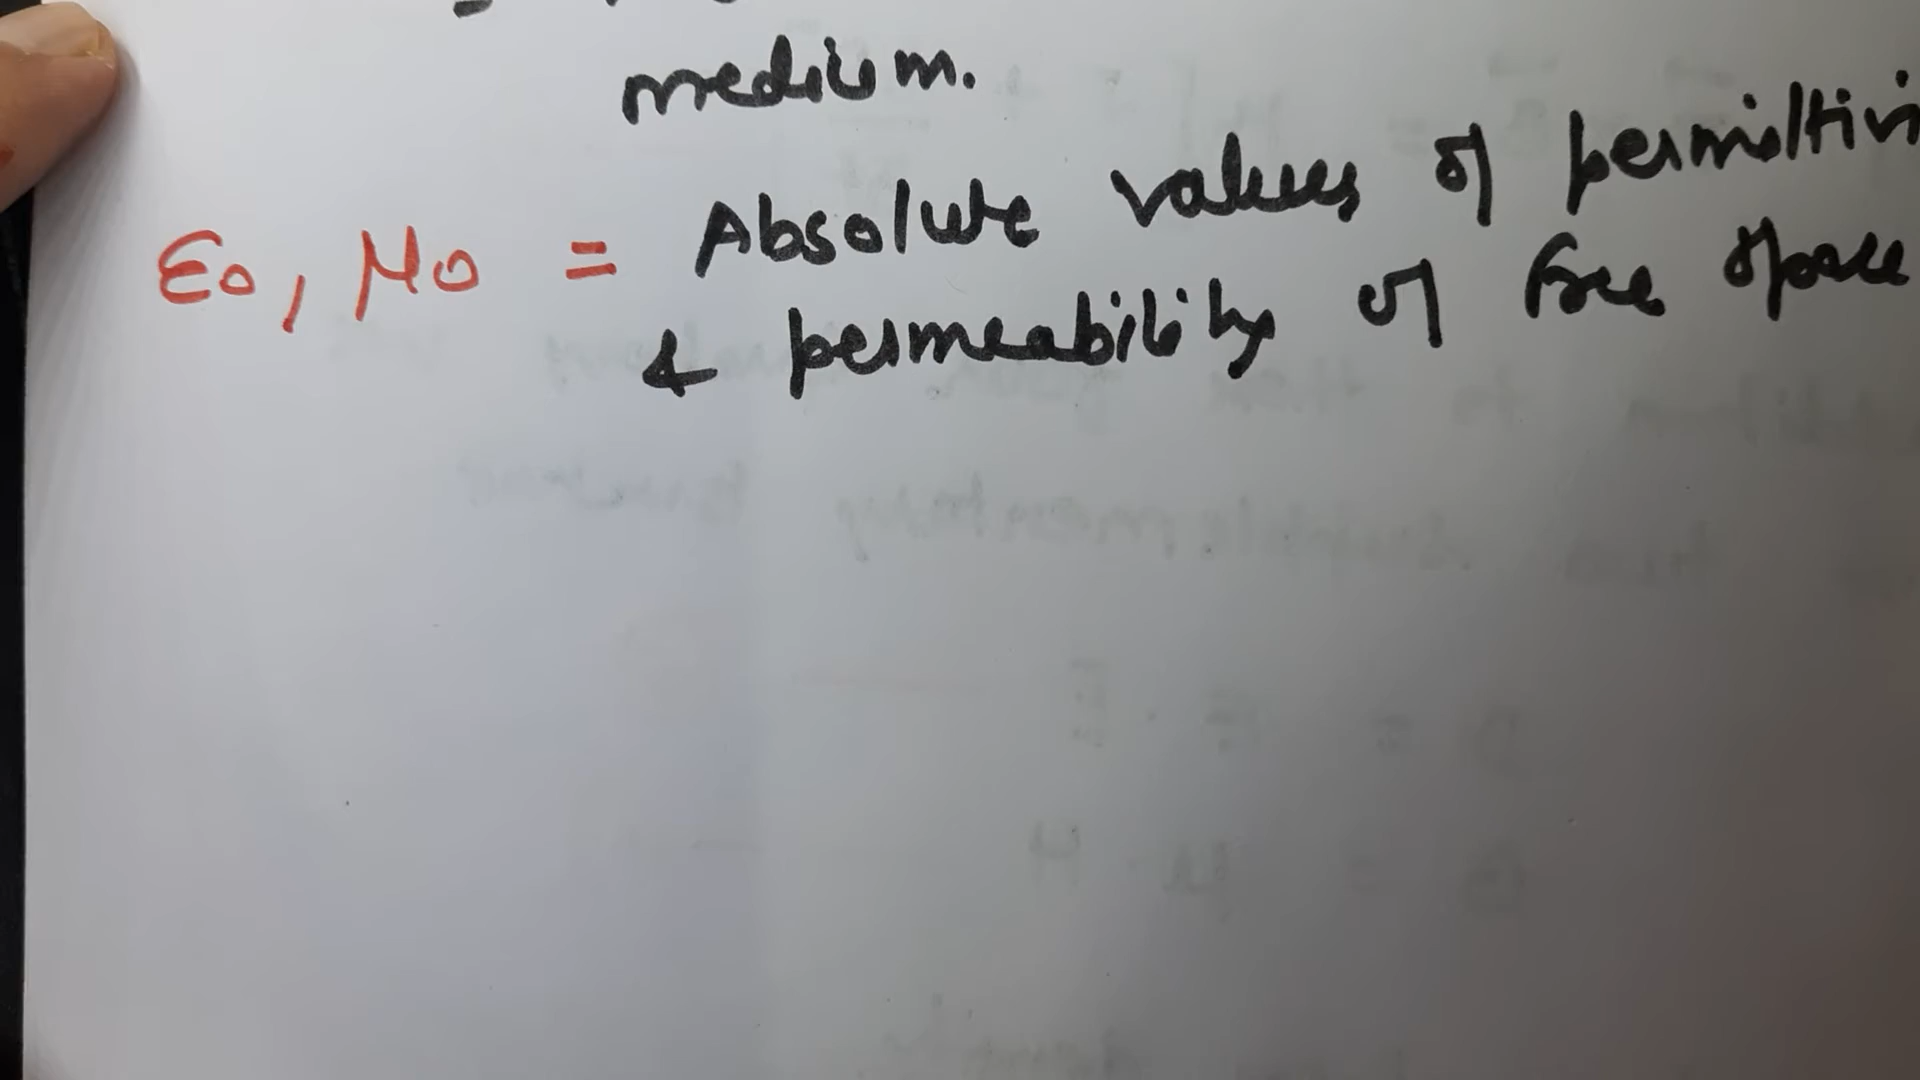 medium.
ε0, μ0 = Absolute values of permittivi
& permeability of free space